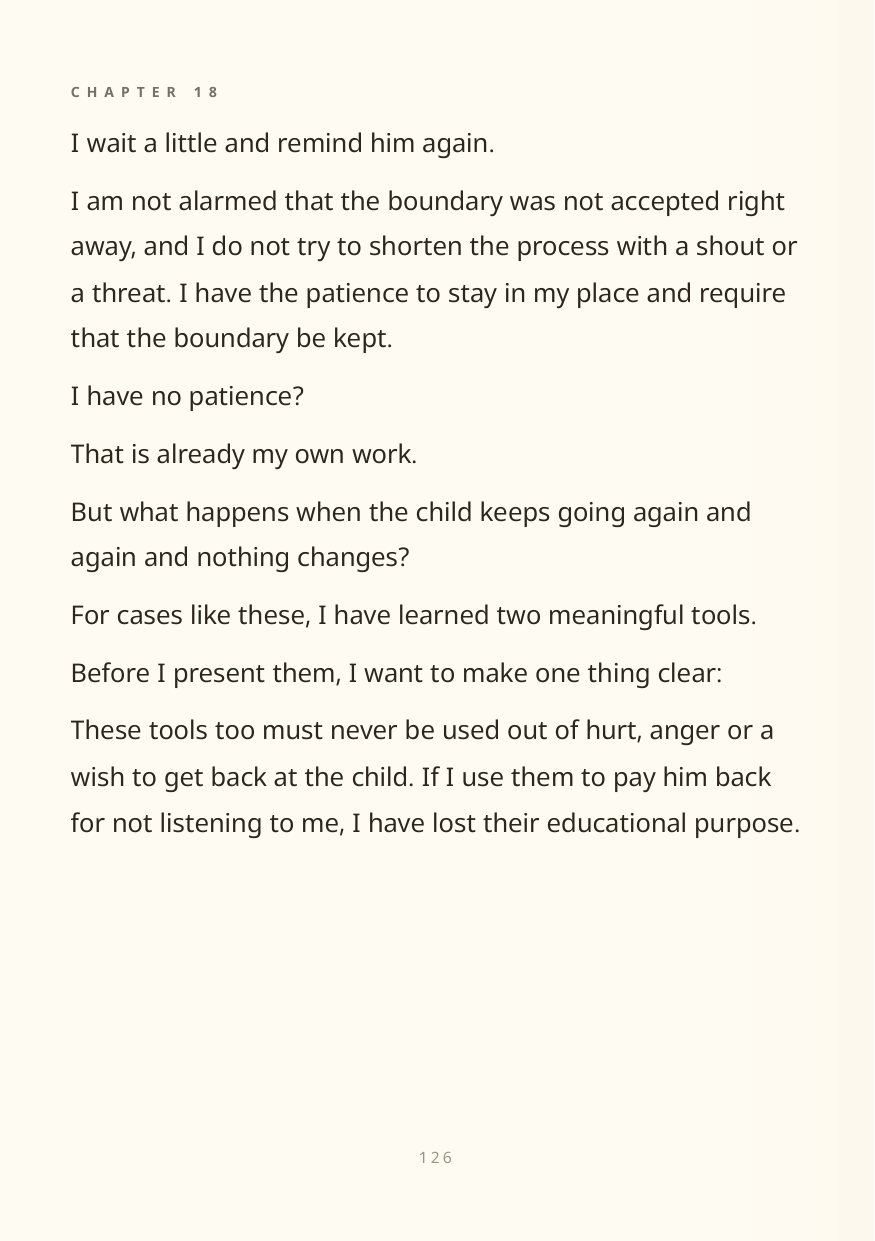 CHAPTER 18
I wait a little and remind him again.
I am not alarmed that the boundary was not accepted right
away, and I do not try to shorten the process with a shout or
a threat. I have the patience to stay in my place and require
that the boundary be kept.
I have no patience?
That is already my own work.
But what happens when the child keeps going again and
again and nothing changes?
For cases like these, I have learned two meaningful tools.
Before I present them, I want to make one thing clear:
These tools too must never be used out of hurt, anger or a
wish to get back at the child. If I use them to pay him back
for not listening to me, I have lost their educational purpose.
126